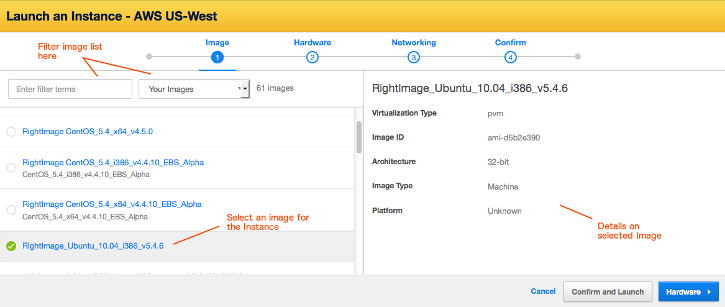 Launch an Instance - AWS US-West
Filter image list
here
Image
Hardware
Networking
Confirm
1
2
3
4
Enter filter terms
Your Images
61 images
RightImage CentOS_5.4_x64_v4.5.0
RightImage CentOS_5.4_i386_v4.4.10_EBS_Alpha
CentOS_5.4_i386_v4.4.10_EBS_Alpha
RightImage CentOS_5.4_x64_v4.4.10_EBS_Alpha
CentOS_5.4_x64_v4.4.10_EBS_Alpha
Select an image for
the Instance
RightImage_Ubuntu_10.04_i386_v5.4.6
RightImage_Ubuntu_10.04_i386_v5.4.6
Virtualization Type
pvm
Image ID
ami-d5b2e390
Architecture
32-bit
Image Type
Machine
Platform
Unknown
Details on
selected Image
Cancel
Confirm and Launch
Hardware